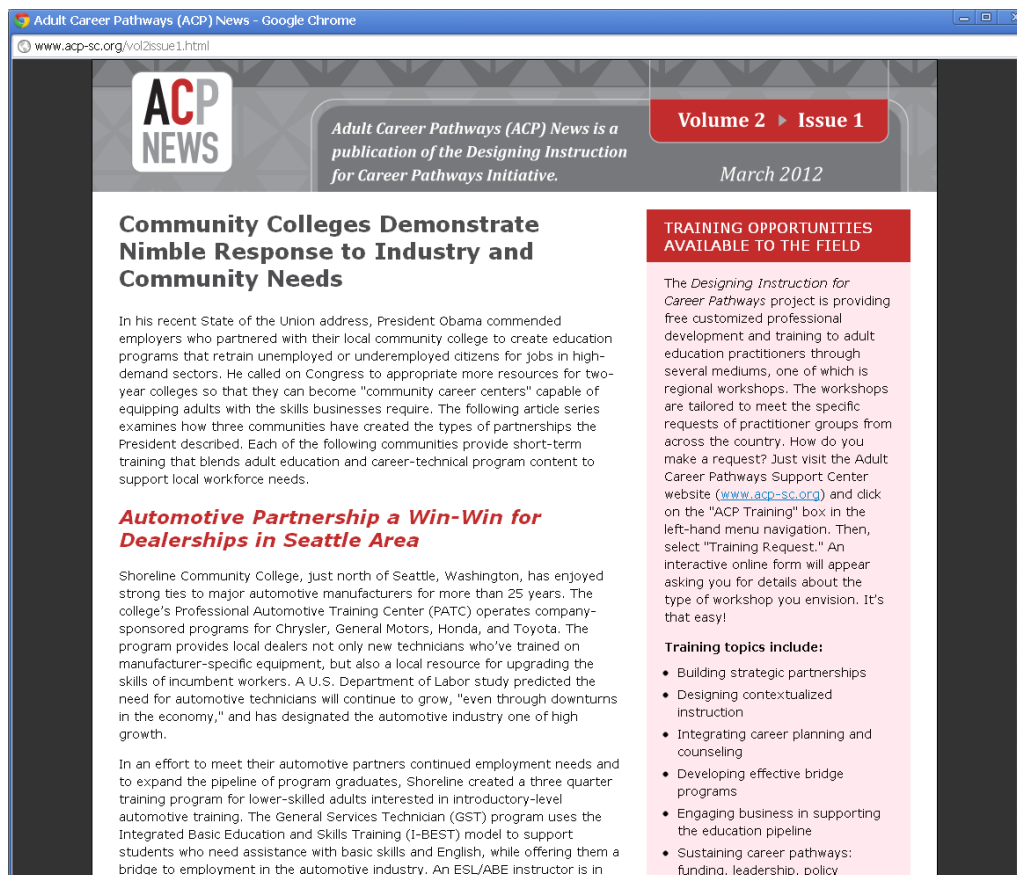 Adult Career Pathways (ACP) News - Google Chrome
www.acp-sc.org/vol2issue1.html
ACP
NEWS
Adult Career Pathways (ACP) News is a
publication of the Designing Instruction
for Career Pathways Initiative.
Volume 2 ▶ Issue 1
March 2012
Community Colleges Demonstrate
Nimble Response to Industry and
Community Needs
In his recent State of the Union address, President Obama commended
employers who partnered with their local community college to create education
programs that retrain unemployed or underemployed citizens for jobs in high-
demand sectors. He called on Congress to appropriate more resources for two-
year colleges so that they can become "community career centers" capable of
equipping adults with the skills businesses require. The following article series
examines how three communities have created the types of partnerships the
President described. Each of the following communities provide short-term
training that blends adult education and career-technical program content to
support local workforce needs.
Automotive Partnership a Win-Win for
Dealerships in Seattle Area
Shoreline Community College, just north of Seattle, Washington, has enjoyed
strong ties to major automotive manufacturers for more than 25 years. The
college's Professional Automotive Training Center (PATC) operates company-
sponsored programs for Chrysler, General Motors, Honda, and Toyota. The
program provides local dealers not only new technicians who've trained on
manufacturer-specific equipment, but also a local resource for upgrading the
skills of incumbent workers. A U.S. Department of Labor study predicted the
need for automotive technicians will continue to grow, "even through downturns
in the economy," and has designated the automotive industry one of high
growth.
In an effort to meet their automotive partners continued employment needs and
to expand the pipeline of program graduates, Shoreline created a three quarter
training program for lower-skilled adults interested in introductory-level
automotive training. The General Services Technician (GST) program uses the
Integrated Basic Education and Skills Training (I-BEST) model to support
students who need assistance with basic skills and English, while offering them a
bridge to employment in the automotive industry. An ESL/ABE instructor is in
TRAINING OPPORTUNITIES
AVAILABLE TO THE FIELD
The Designing Instruction for
Career Pathways project is providing
free customized professional
development and training to adult
education practitioners through
several mediums, one of which is
regional workshops. The workshops
are tailored to meet the specific
requests of practitioner groups from
across the country. How do you
make a request? Just visit the Adult
Career Pathways Support Center
website (www.acp-sc.org) and click
on the "ACP Training" box in the
left-hand menu navigation. Then,
select "Training Request." An
interactive online form will appear
asking you for details about the
type of workshop you envision. It's
that easy!
Training topics include:
• Building strategic partnerships
• Designing contextualized
instruction
• Integrating career planning and
counseling
• Developing effective bridge
programs
• Engaging business in supporting
the education pipeline
• Sustaining career pathways:
funding, leadership, policy